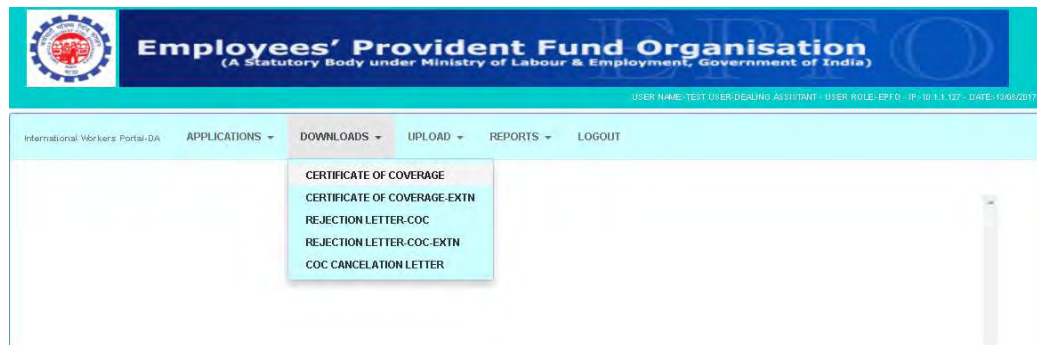 Employees' Provident Fund Organisation
(A Statutory Body under Ministry of Labour & Employment, Government of India)
USER NAME:-TEST USER-DEALING ASSISTANT - USER ROLE:-EPFO - IP:-10.1.1.127 - DATE:-13/08/2017
International Workers Portal-DA APPLICATIONS DOWNLOADS UPLOAD REPORTS LOGOUT
CERTIFICATE OF COVERAGE
CERTIFICATE OF COVERAGE-EXTN
REJECTION LETTER-COC
REJECTION LETTER-COC-EXTN
COC CANCELATION LETTER